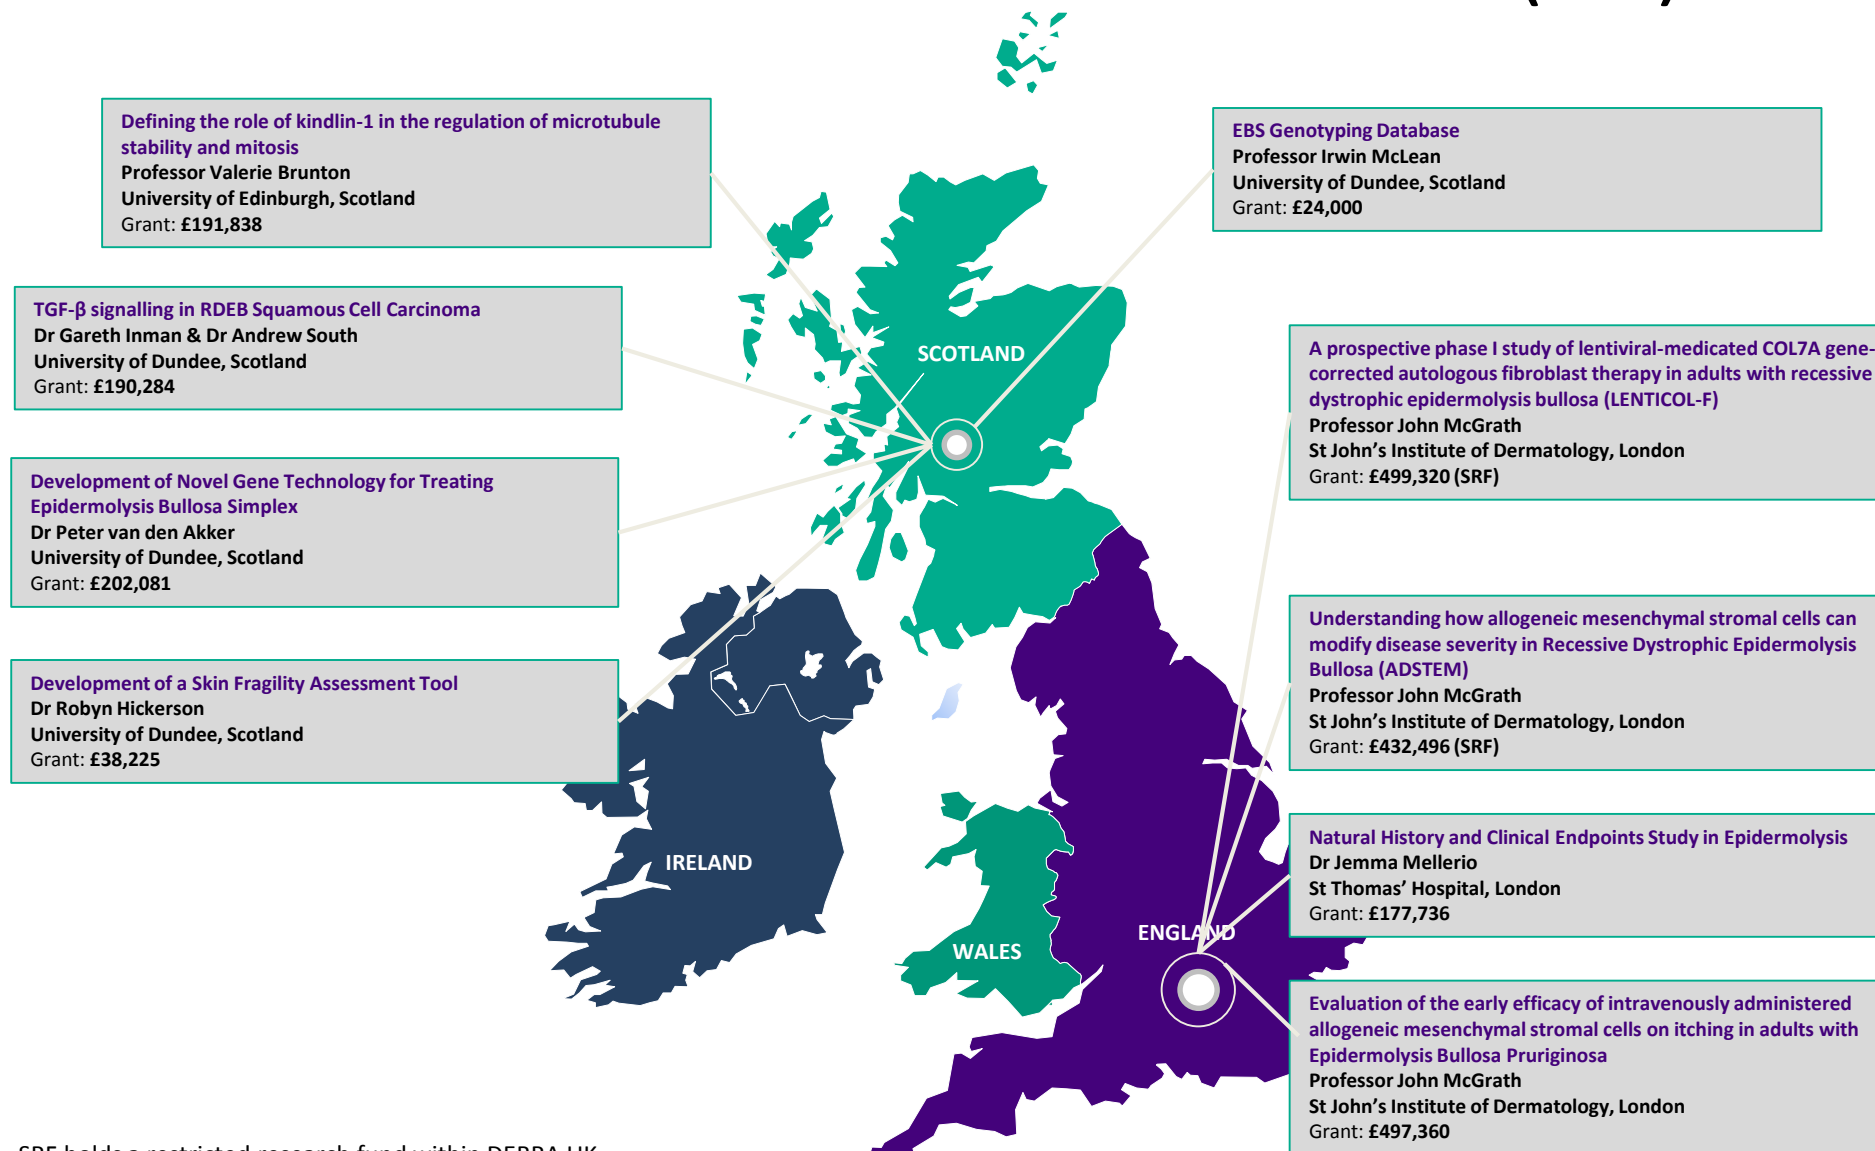 Defining the role of kindlin-1 in the regulation of microtubule
stability and mitosis
Professor Valerie Brunton
University of Edinburgh, Scotland
Grant: £191,838
EBS Genotyping Database
Professor Irwin McLean
University of Dundee, Scotland
Grant: £24,000
TGF-β signalling in RDEB Squamous Cell Carcinoma
Dr Gareth Inman & Dr Andrew South
University of Dundee, Scotland
Grant: £190,284
SCOTLAND
A prospective phase I study of lentiviral-medicated COL7A gene-
corrected autologous fibroblast therapy in adults with recessive
dystrophic epidermolysis bullosa (LENTICOL-F)
Professor John McGrath
St John's Institute of Dermatology, London
Grant: £499,320 (SRF)
Development of Novel Gene Technology for Treating
Epidermolysis Bullosa Simplex
Dr Peter van den Akker
University of Dundee, Scotland
Grant: £202,081
Understanding how allogeneic mesenchymal stromal cells can
modify disease severity in Recessive Dystrophic Epidermolysis
Bullosa (ADSTEM)
Professor John McGrath
St John's Institute of Dermatology, London
Grant: £432,496 (SRF)
Development of a Skin Fragility Assessment Tool
Dr Robyn Hickerson
University of Dundee, Scotland
Grant: £38,225
IRELAND
Natural History and Clinical Endpoints Study in Epidermolysis
Dr Jemma Mellerio
St Thomas' Hospital, London
Grant: £177,736
ENGLAND
WALES
Evaluation of the early efficacy of intravenously administered
allogeneic mesenchymal stromal cells on itching in adults with
Epidermolysis Bullosa Pruriginosa
Professor John McGrath
St John's Institute of Dermatology, London
Grant: £497,360
SRF holds a restricted research fund within DEBRA UK